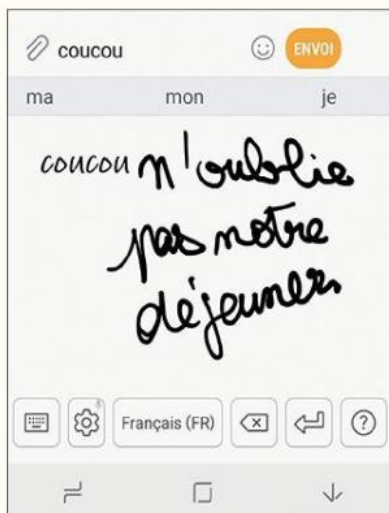 coucou ENVOI
ma mon je
coucou n'oublie
pas notre
déjeuner
Français (FR)
?